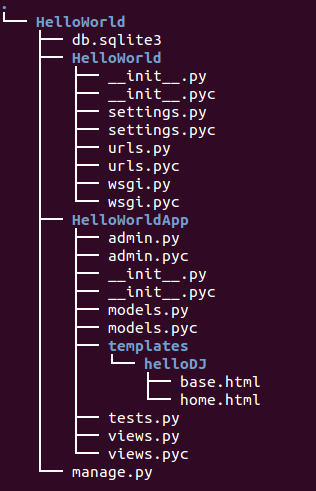 .
HelloWorld
db.sqlite3
HelloWorld
__init__.py
__init__.pyc
settings.py
settings.pyc
urls.py
urls.pyc
wsgi.py
wsgi.pyc
HelloWorldApp
admin.py
admin.pyc
__init__.py
__init__.pyc
models.py
models.pyc
templates
helloDJ
base.html
home.html
tests.py
views.py
views.pyc
manage.py